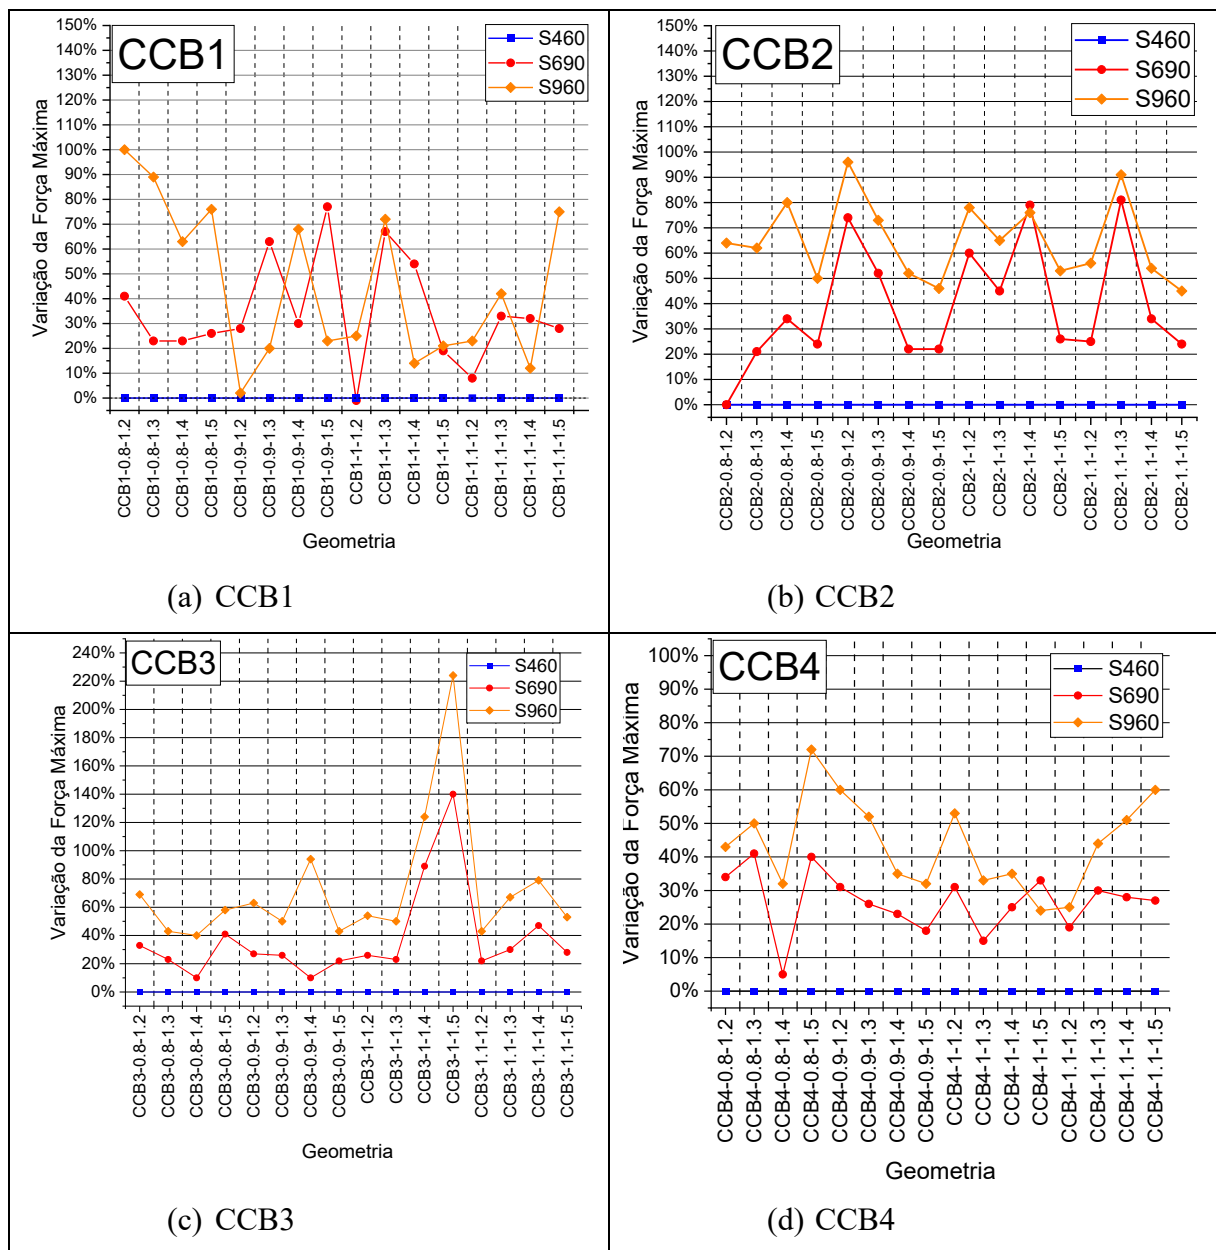 150%
140%
130%
120%
110%
100%
90%
80%
70%
60%
50%
40%
30%
20%
10%
0%
Variação da Força Máxima
CCB1
S460
S690
S960
CCB1-0.8-1.2
CCB1-0.8-1.3
CCB1-0.8-1.4
CCB1-0.8-1.5
CCB1-0.9-1.2
CCB1-0.9-1.3
CCB1-0.9-1.4
CCB1-0.9-1.5
CCB1-1-1.2
CCB1-1-1.3
CCB1-1-1.4
CCB1-1-1.5
CCB1-1.1-1.2
CCB1-1.1-1.3
CCB1-1.1-1.4
CCB1-1.1-1.5
Geometria
(a) CCB1
150%
140%
130%
120%
110%
100%
90%
80%
70%
60%
50%
40%
30%
20%
10%
0%
Variação da Força Máxima
CCB2
S460
S690
S960
CCB2-0.8-1.2
CCB2-0.8-1.3
CCB2-0.8-1.4
CCB2-0.8-1.5
CCB2-0.9-1.2
CCB2-0.9-1.3
CCB2-0.9-1.4
CCB2-0.9-1.5
CCB2-1-1.2
CCB2-1-1.3
CCB2-1-1.4
CCB2-1-1.5
CCB2-1.1-1.2
CCB2-1.1-1.3
CCB2-1.1-1.4
CCB2-1.1-1.5
Geometria
(b) CCB2
240%
220%
200%
180%
160%
140%
120%
100%
80%
60%
40%
20%
0%
Variação da Força Máxima
CCB3
S460
S690
S960
CCB3-0.8-1.2
CCB3-0.8-1.3
CCB3-0.8-1.4
CCB3-0.8-1.5
CCB3-0.9-1.2
CCB3-0.9-1.3
CCB3-0.9-1.4
CCB3-0.9-1.5
CCB3-1-1.2
CCB3-1-1.3
CCB3-1-1.4
CCB3-1-1.5
CCB3-1.1-1.2
CCB3-1.1-1.3
CCB3-1.1-1.4
CCB3-1.1-1.5
Geometria
(c) CCB3
100%
90%
80%
70%
60%
50%
40%
30%
20%
10%
0%
Variação da Força Máxima
CCB4
S460
S690
S960
CCB4-0.8-1.2
CCB4-0.8-1.3
CCB4-0.8-1.4
CCB4-0.8-1.5
CCB4-0.9-1.2
CCB4-0.9-1.3
CCB4-0.9-1.4
CCB4-0.9-1.5
CCB4-1-1.2
CCB4-1-1.3
CCB4-1-1.4
CCB4-1-1.5
CCB4-1.1-1.2
CCB4-1.1-1.3
CCB4-1.1-1.4
CCB4-1.1-1.5
Geometria
(d) CCB4